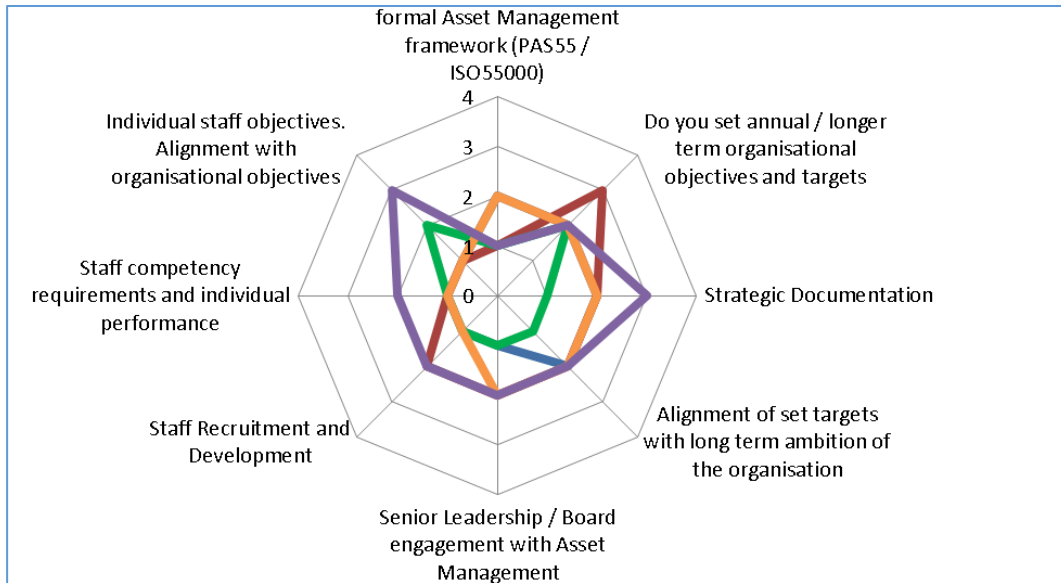 formal Asset Management
framework (PAS55 /
ISO55000)
4
3
2
1
0
Do you set annual / longer
term organisational
objectives and targets
Strategic Documentation
Alignment of set targets
with long term ambition of
the organisation
Senior Leadership / Board
engagement with Asset
Management
Staff Recruitment and
Development
Staff competency
requirements and individual
performance
Individual staff objectives.
Alignment with
organisational objectives